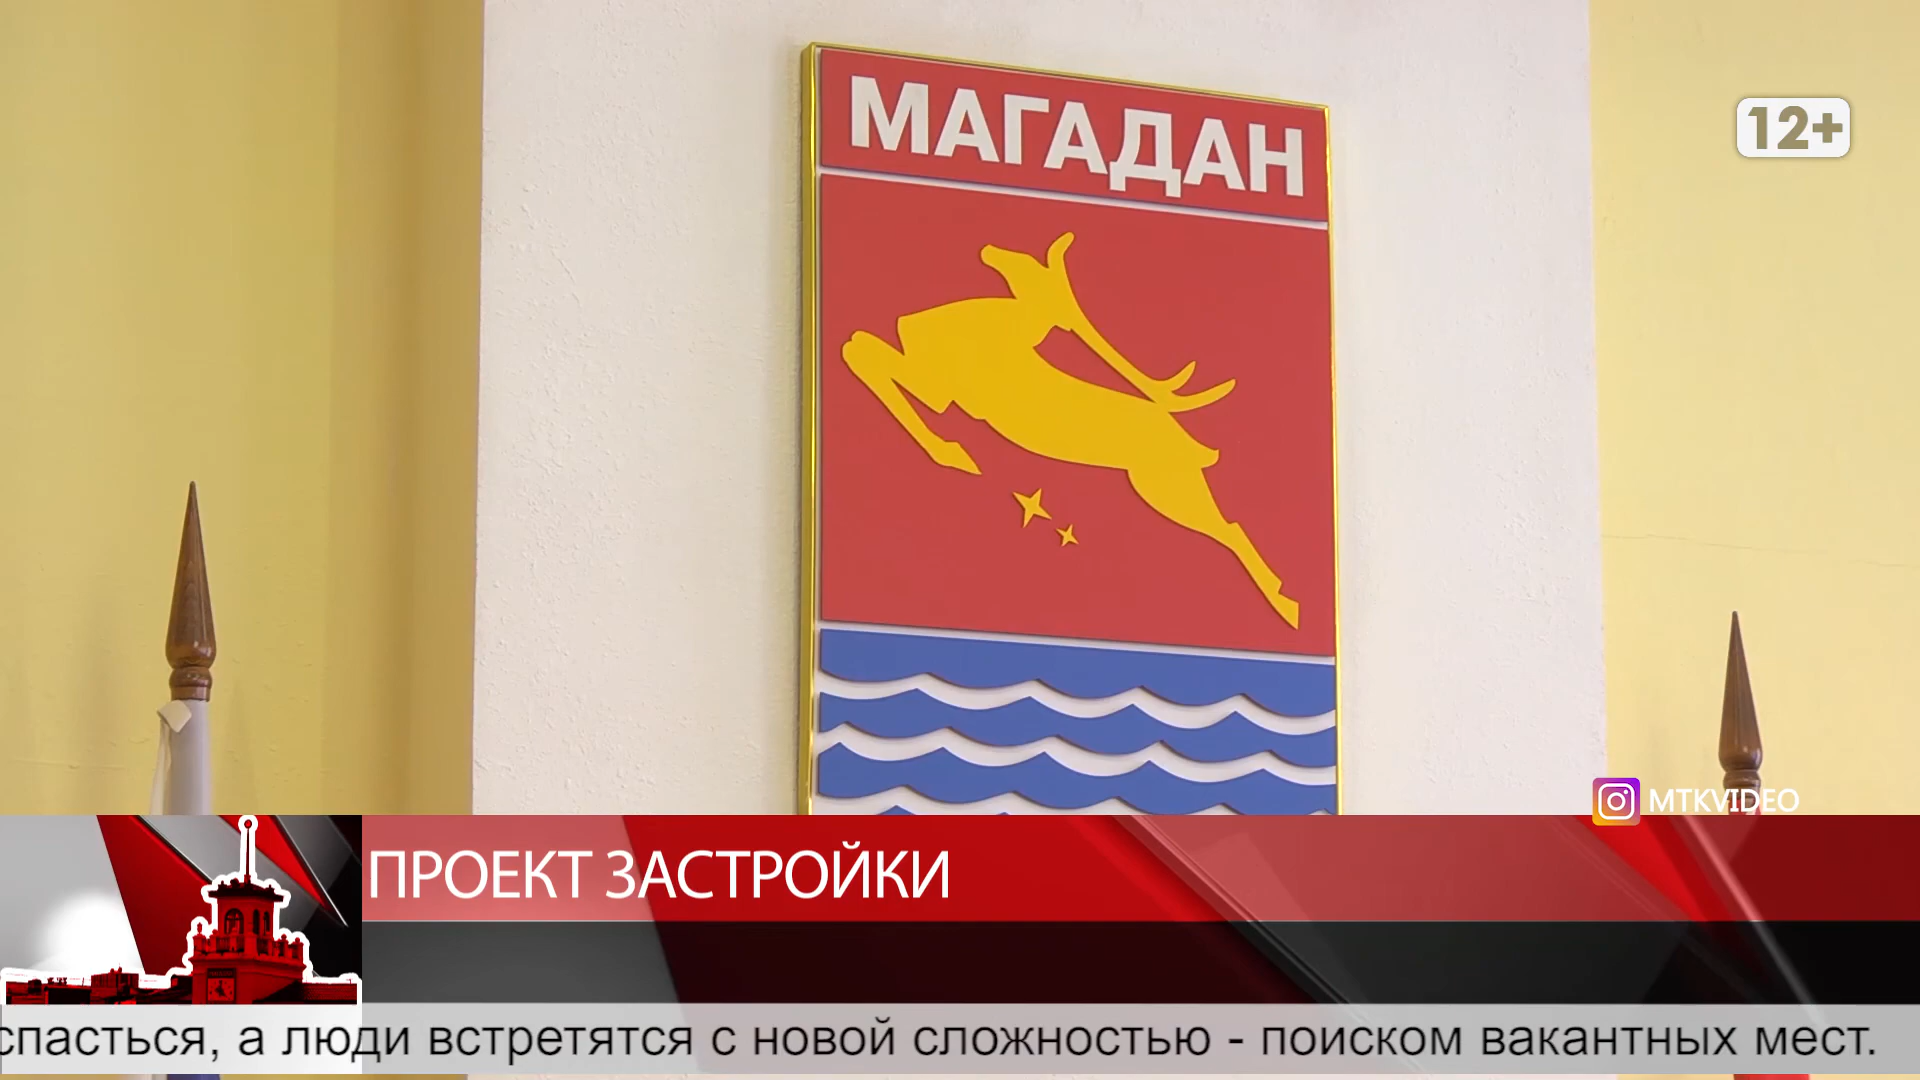 МАГАДАН
12+
MTKVIDEO
ПРОЕКТ ЗАСТРОЙКИ
спасться, а люди встретятся с новой сложностью - поиском вакантных мест.